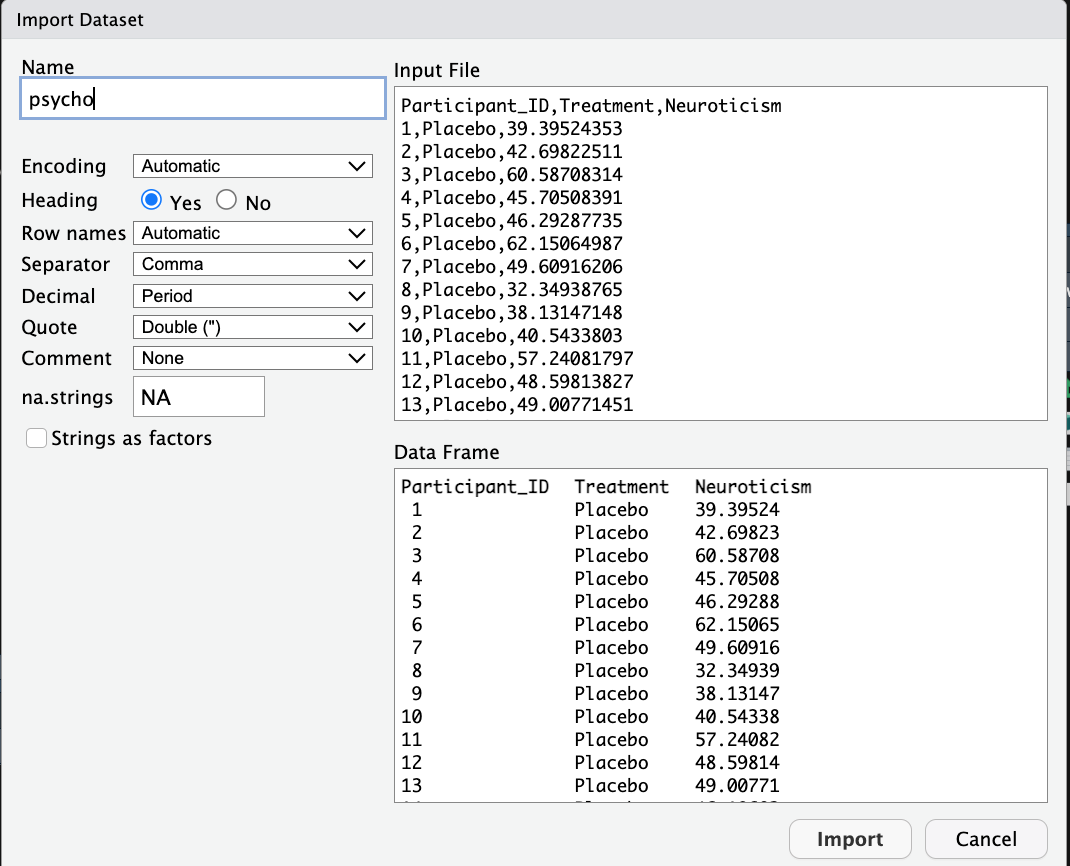 Import Dataset
Name
psycho
Encoding Automatic
Heading Yes No
Row names Automatic
Separator Comma
Decimal Period
Quote Double (")
Comment None
na.strings NA
Strings as factors
Input File
Participant_ID,Treatment,Neuroticism
1,Placebo,39.39524353
2,Placebo,42.69822511
3,Placebo,60.58708314
4,Placebo,45.70508391
5,Placebo,46.29287735
6,Placebo,62.15064987
7,Placebo,49.60916206
8,Placebo,32.34938765
9,Placebo,38.13147148
10,Placebo,40.5433803
11,Placebo,57.24081797
12,Placebo,48.59813827
13,Placebo,49.00771451
Data Frame
Participant_ID Treatment Neuroticism
1 Placebo 39.39524
2 Placebo 42.69823
3 Placebo 60.58708
4 Placebo 45.70508
5 Placebo 46.29288
6 Placebo 62.15065
7 Placebo 49.60916
8 Placebo 32.34939
9 Placebo 38.13147
10 Placebo 40.54338
11 Placebo 57.24082
12 Placebo 48.59814
13 Placebo 49.00771
Import Cancel